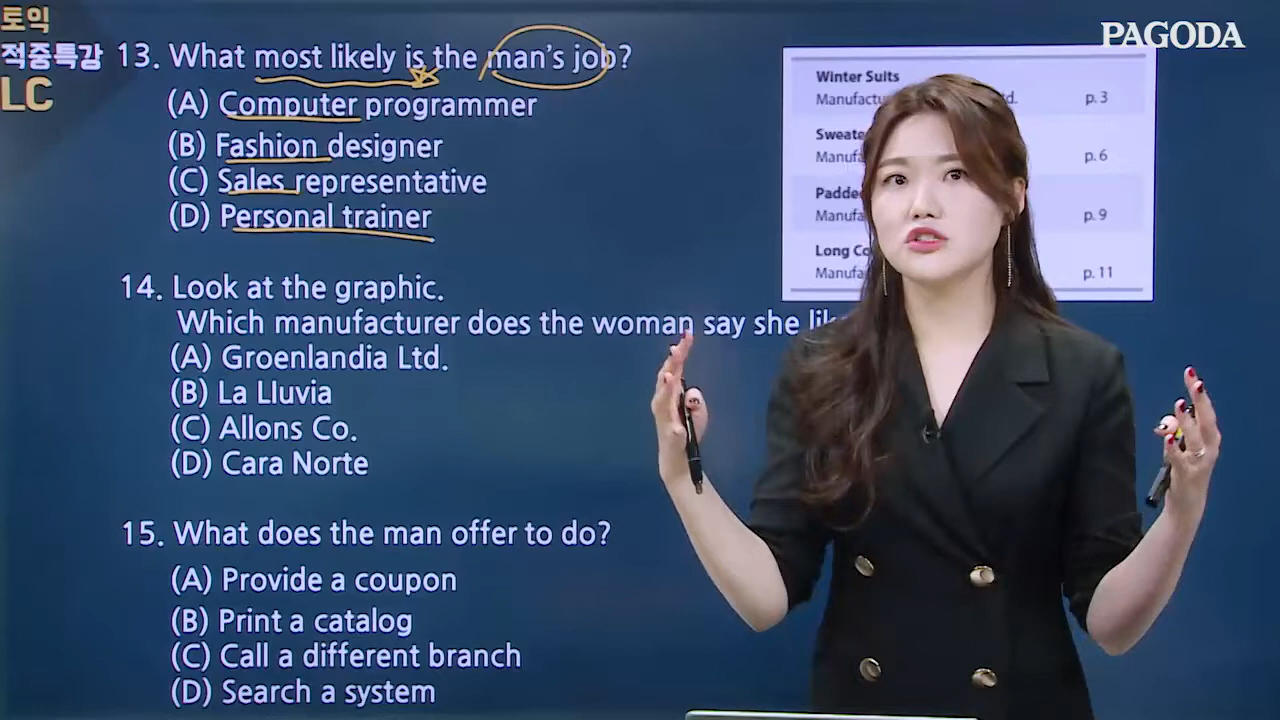 토익
적중특강
LC
PAGODA
13. What most likely is the man's job?
(A) Computer programmer
(B) Fashion designer
(C) Sales representative
(D) Personal trainer
14. Look at the graphic.
Which manufacturer does the woman say she
(A) Groenlandia Ltd.
(B) La Lluvia
(C) Allons Co.
(D) Cara Norte
15. What does the man offer to do?
(A) Provide a coupon
(B) Print a catalog
(C) Call a different branch
(D) Search a system
Winter Suits
p. 3
p. 6
p. 9
Long
p. 11